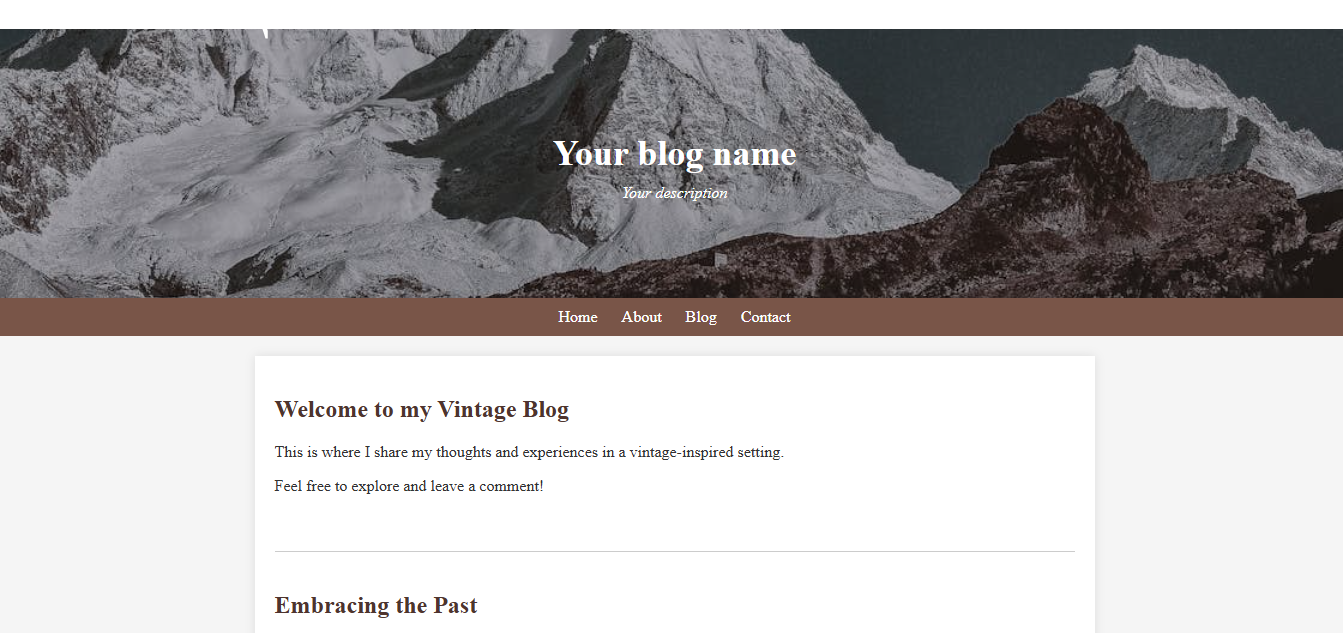 Your blog name
Your description
Home About Blog Contact
Welcome to my Vintage Blog
This is where I share my thoughts and experiences in a vintage-inspired setting.
Feel free to explore and leave a comment!
Embracing the Past